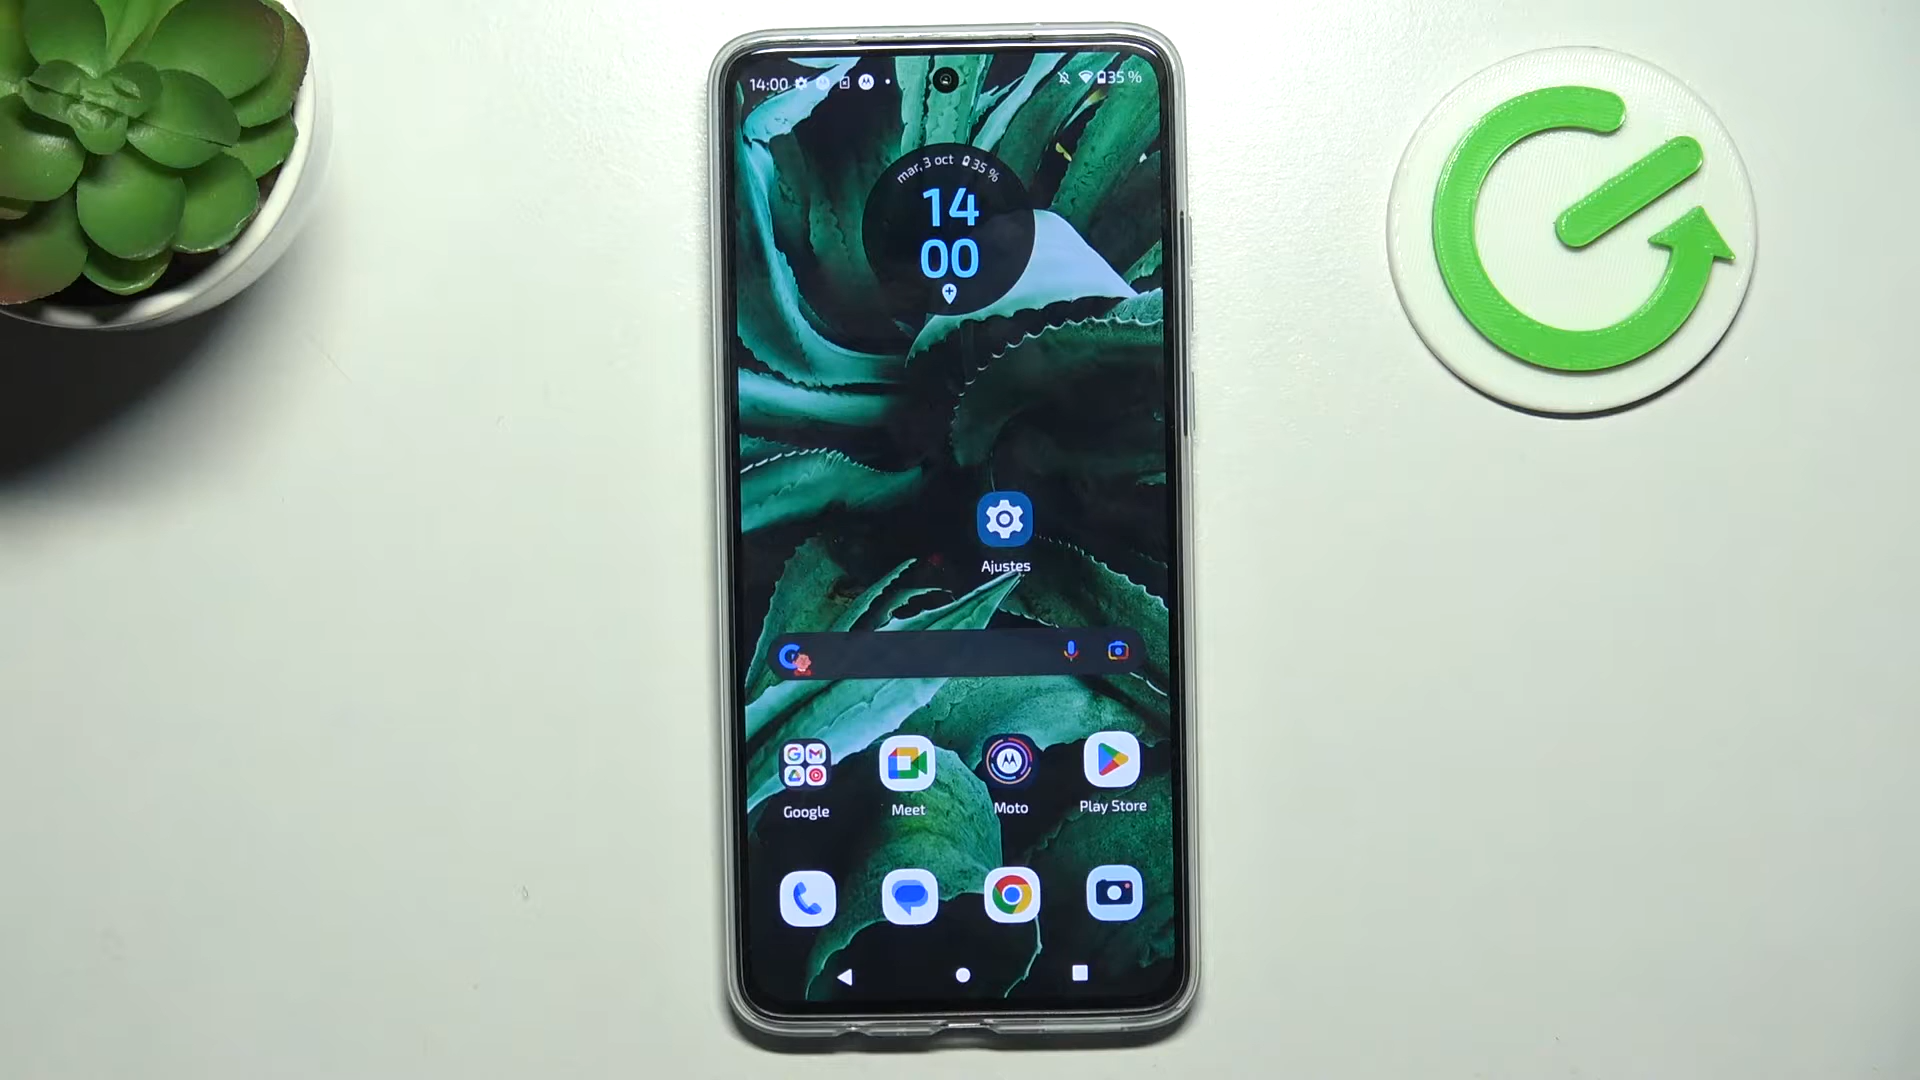 14:00
35 %
mar, 3 oct 35 %
14
00
Ajustes
Google
Meet
Moto
Play Store